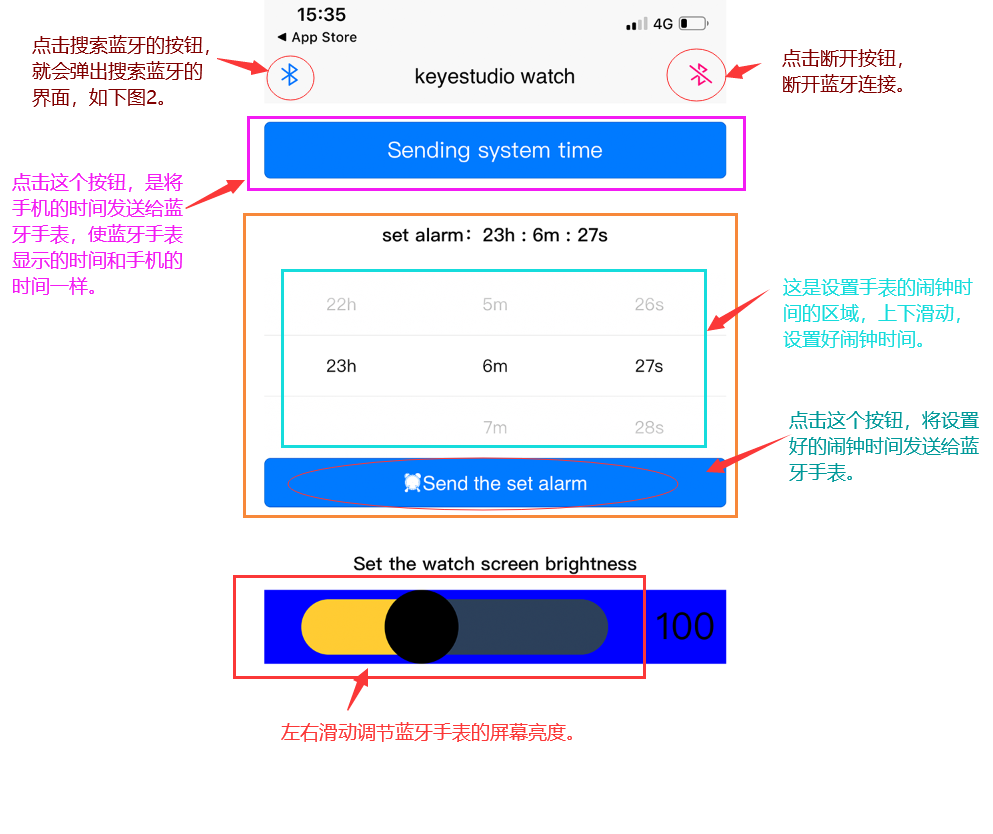 15:35
4G
App Store
keyestudio watch
点击搜索蓝牙的按钮，
就会弹出搜索蓝牙的
界面，如下图2。
点击断开按钮，
断开蓝牙连接。
Sending system time
点击这个按钮，是将
手机的时间发送给蓝
牙手表，使蓝牙手表
显示的时间和手机的
时间一样。
set alarm：23h : 6m : 27s
22h 5m 26s
23h 6m 27s
7m 28s
这是设置手表的闹钟时
间的区域，上下滑动，
设置好闹钟时间。
Send the set alarm
点击这个按钮，将设置
好的闹钟时间发送给蓝
牙手表。
Set the watch screen brightness
100
左右滑动调节蓝牙手表的屏幕亮度。